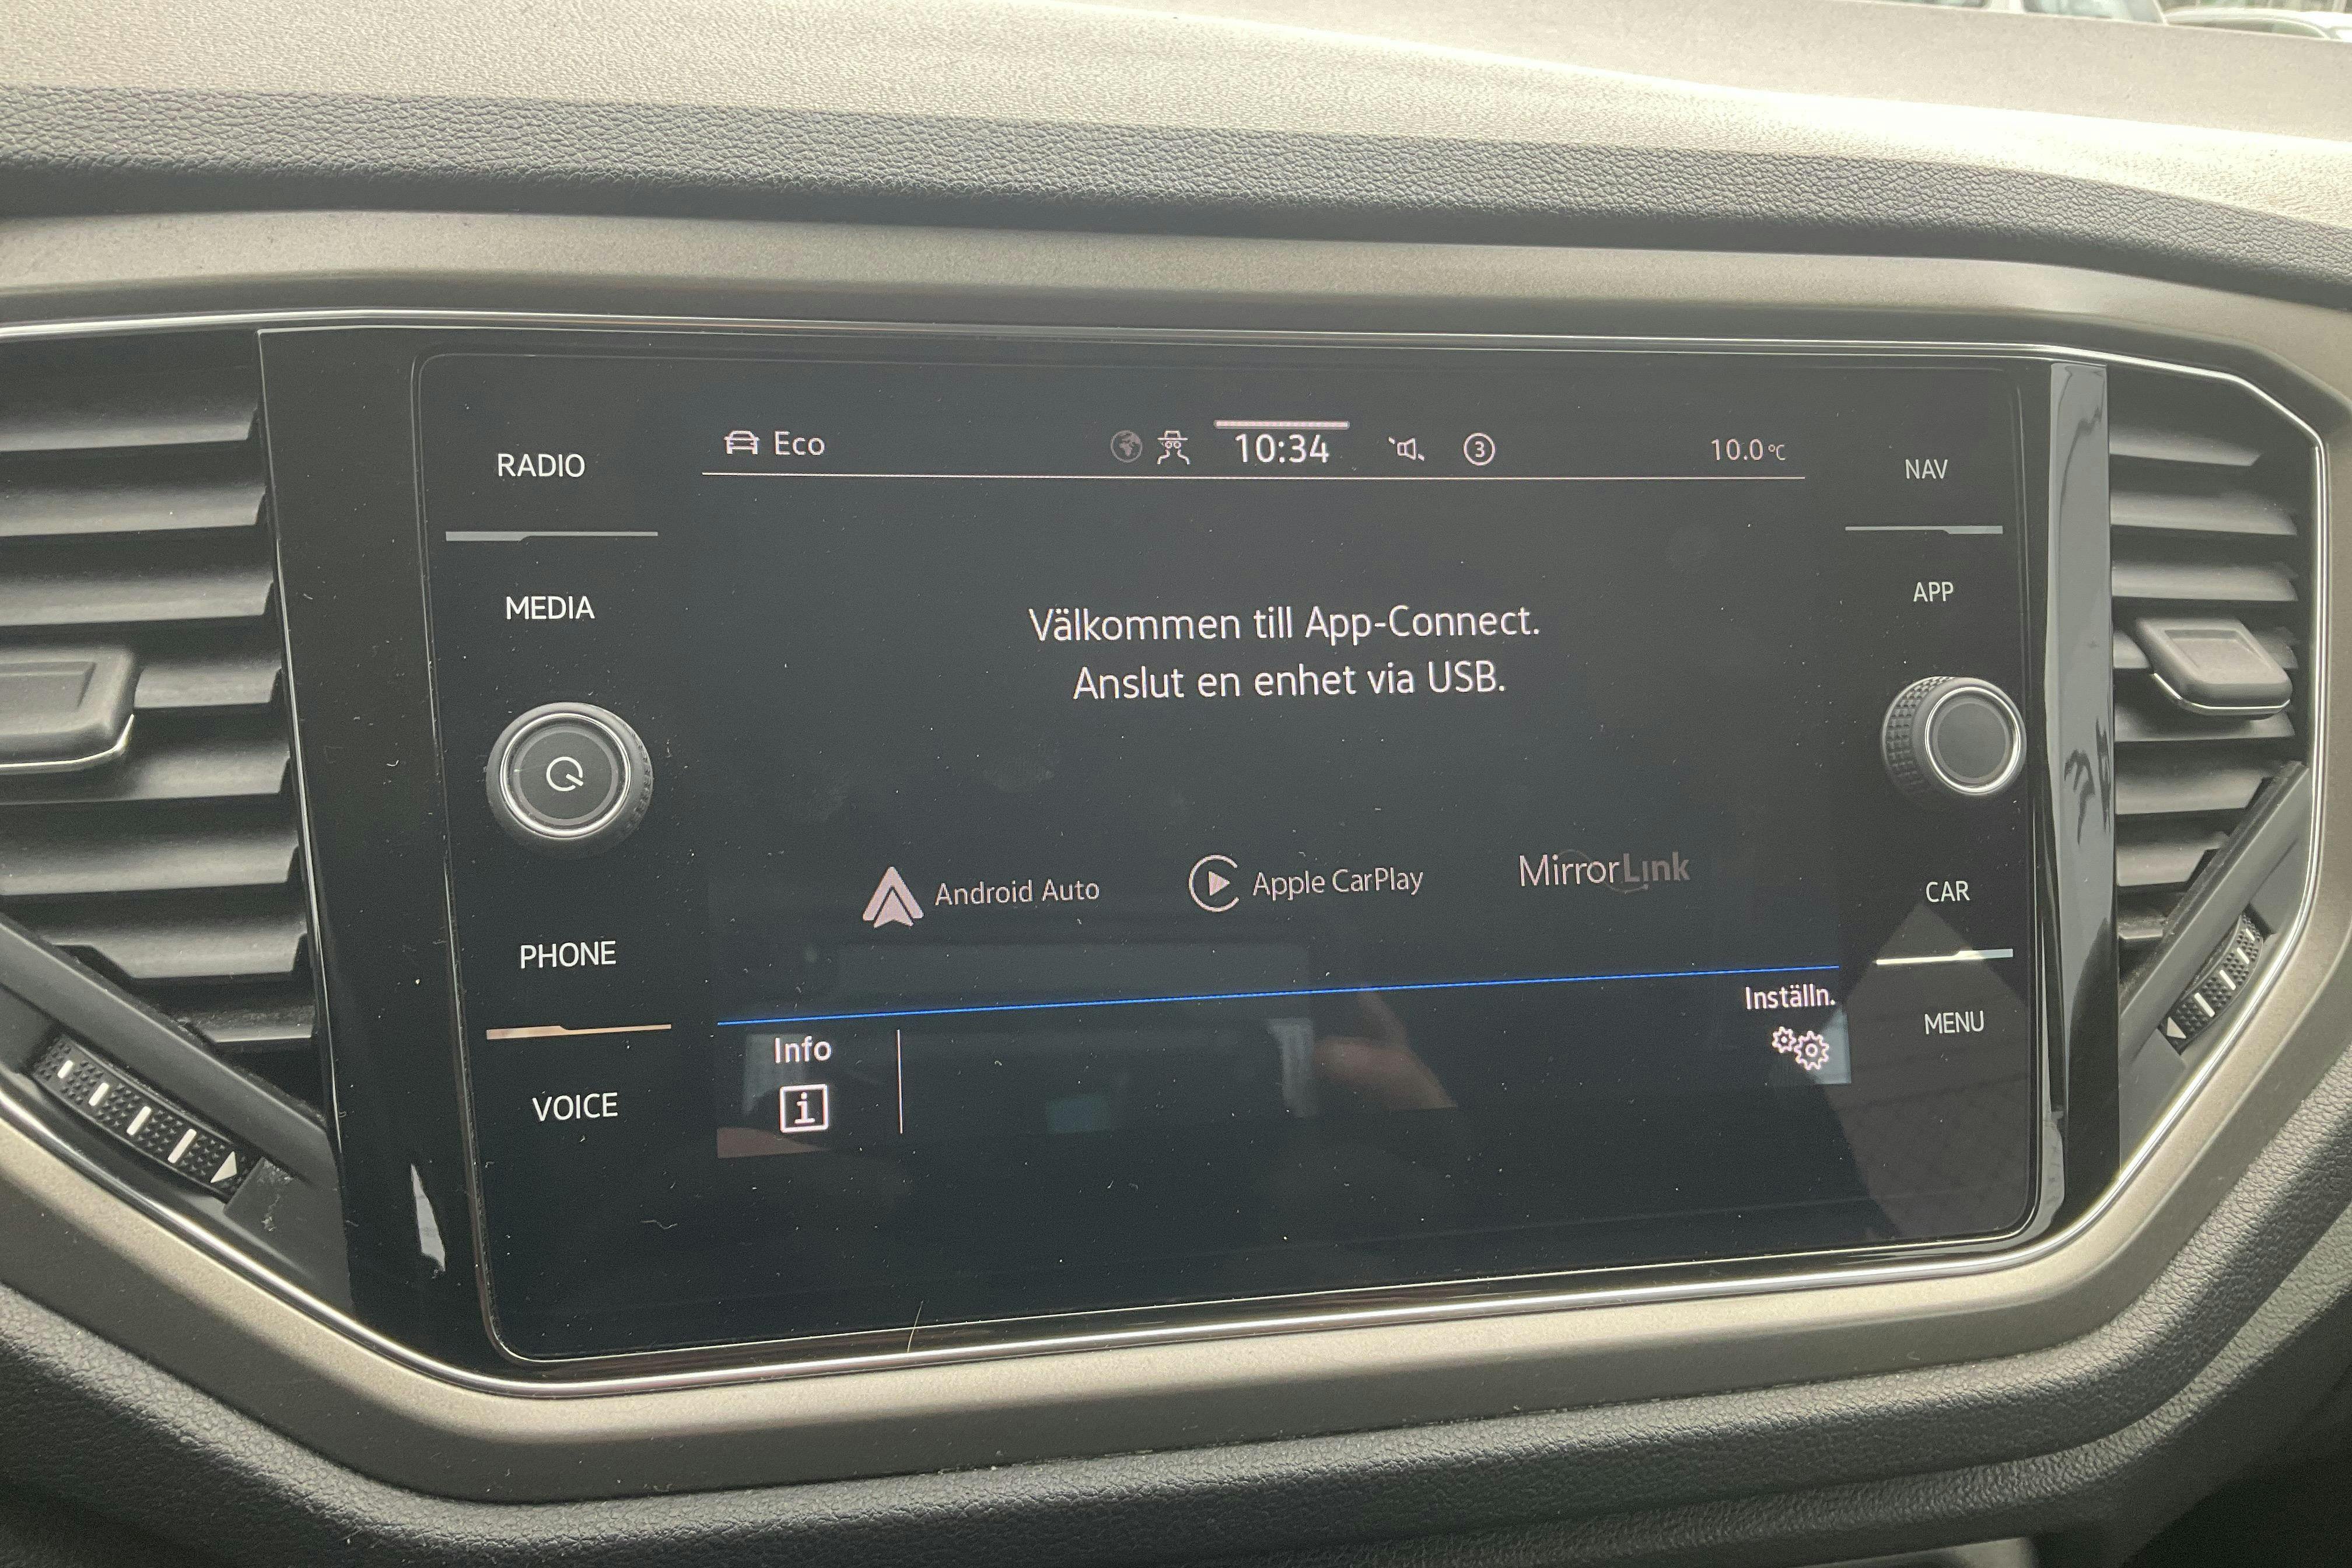 RADIO
MEDIA
PHONE
VOICE
Eco
10:34
3
10.0°C
Välkommen till App-Connect.
Anslut en enhet via USB.
Android Auto
Apple CarPlay
MirrorLink
Info
i
Inställn.
NAV
APP
CAR
MENU